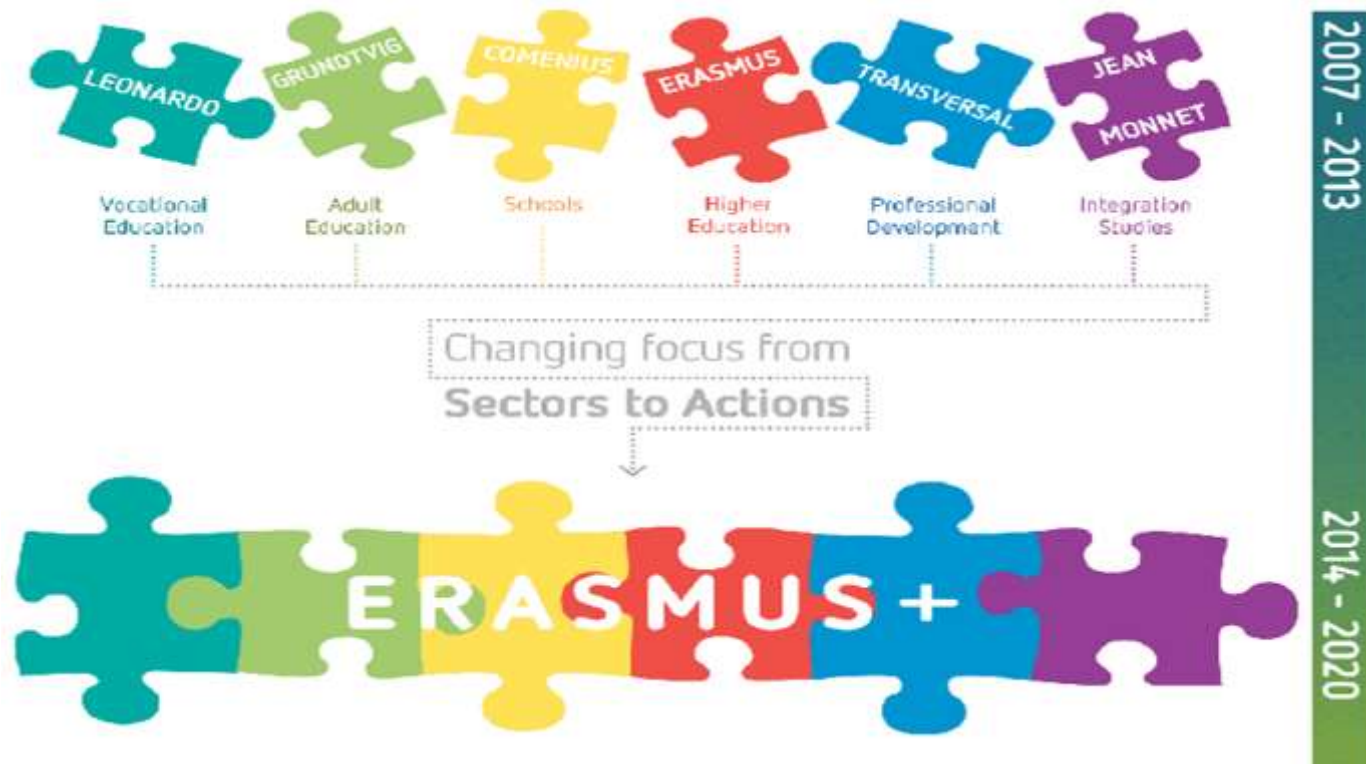 LEONARDO
GRUNDTVIG
COMENIUS
ERASMUS
TRANSVERSAL
JEAN
MONNET
Vocational
Education
Adult
Education
Schools
Higher
Education
Professional
Development
Integration
Studies
Changing focus from
Sectors to Actions
ERASMUS+
2007 - 2013
2014 - 2020